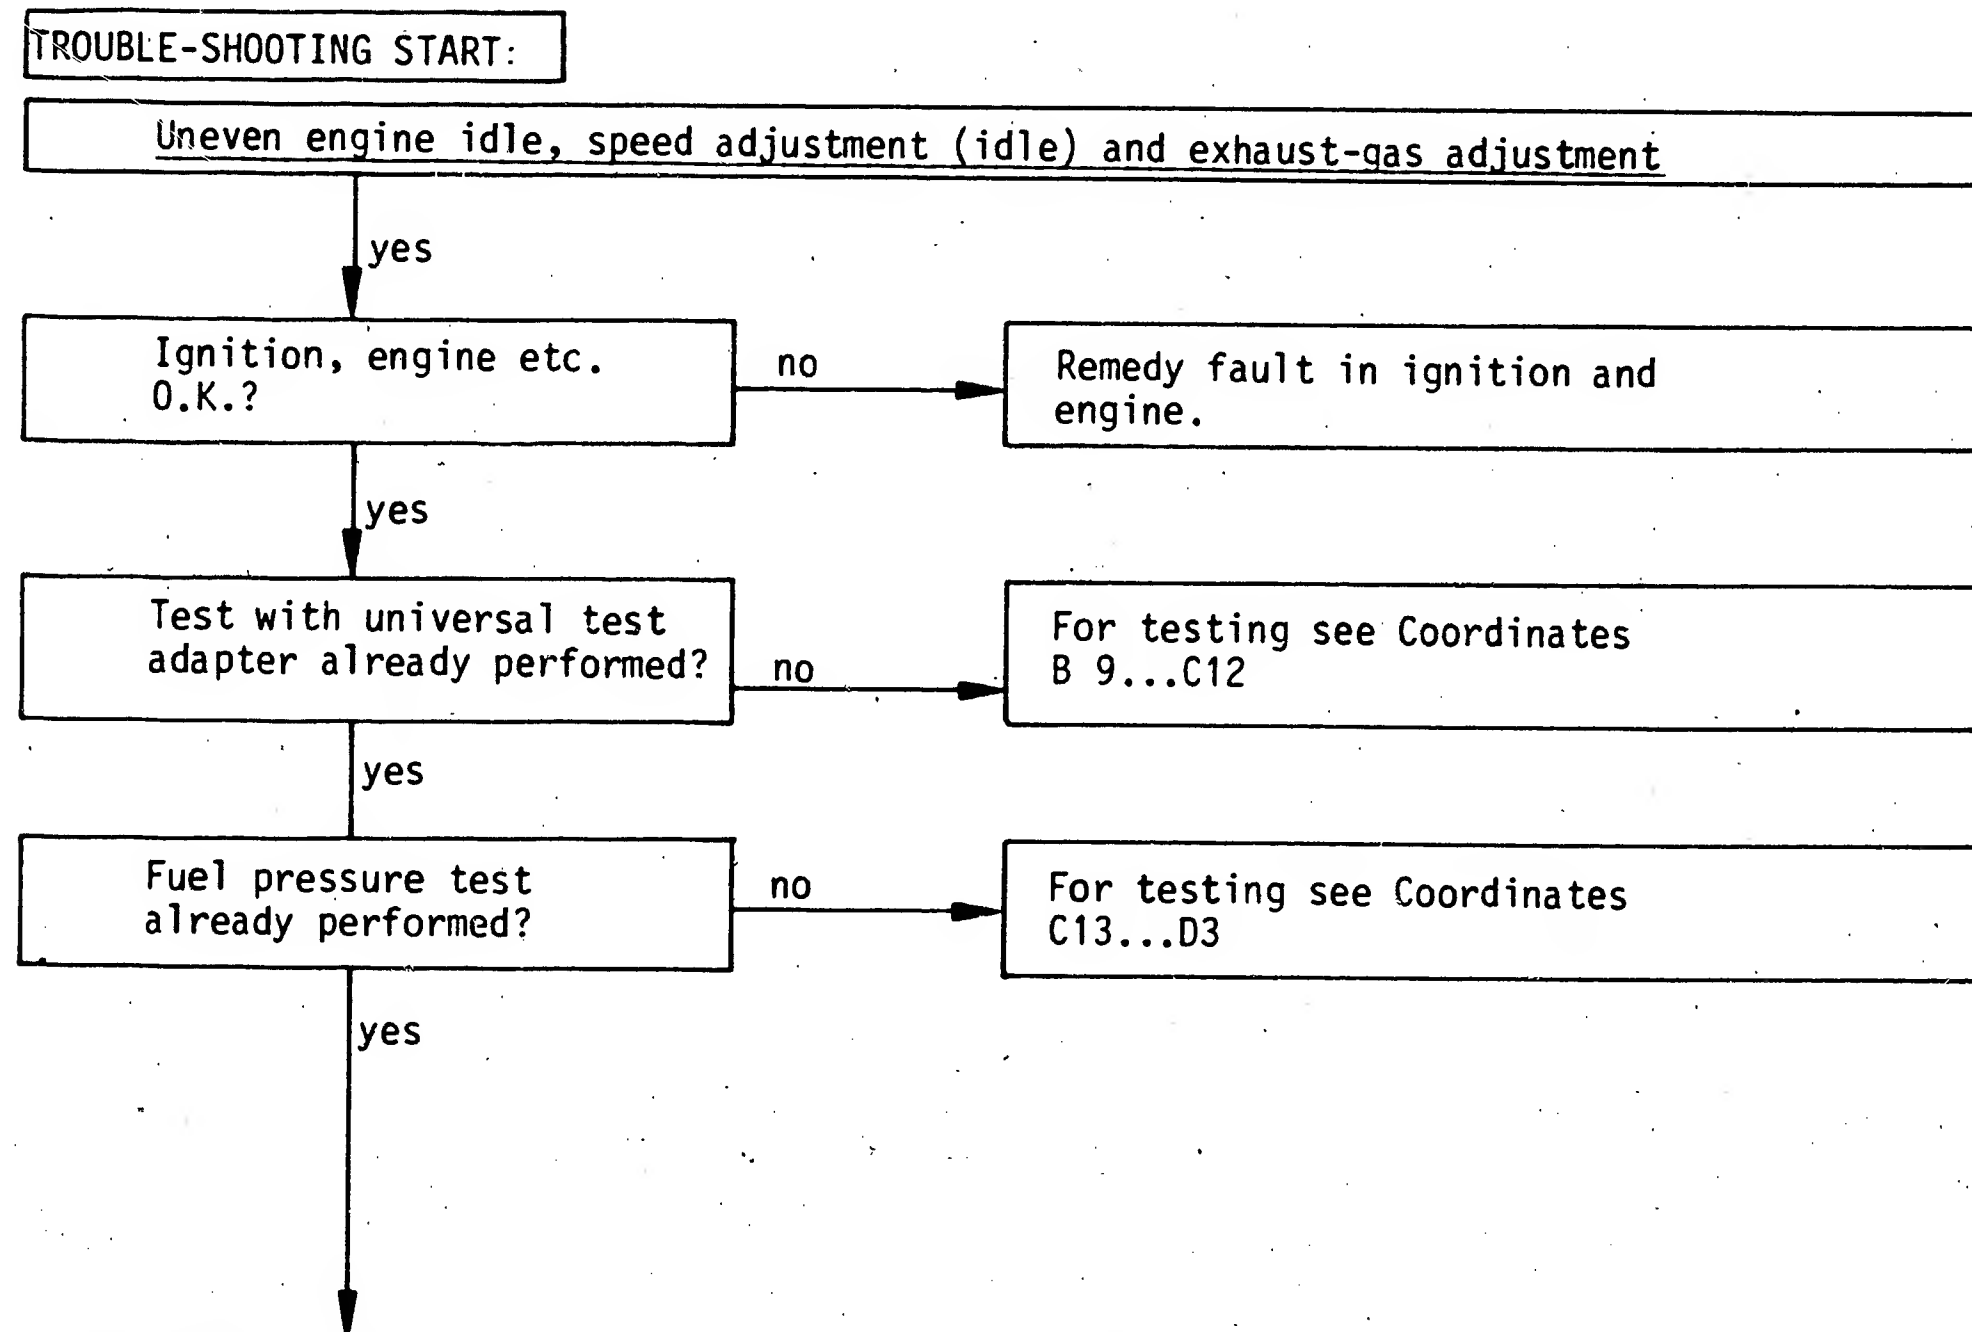 TROUBLE-SHOOTING START:
Uneven engine idle, speed adjustment (idle) and exhaust-gas adjustment
yes
Ignition, engine etc.
O.K.?
no
Remedy fault in ignition and
engine.
yes
Test with universal test
adapter already performed?
no
For testing see Coordinates
B 9...C12
yes
Fuel pressure test
already performed?
no
For testing see Coordinates
C13...D3
yes